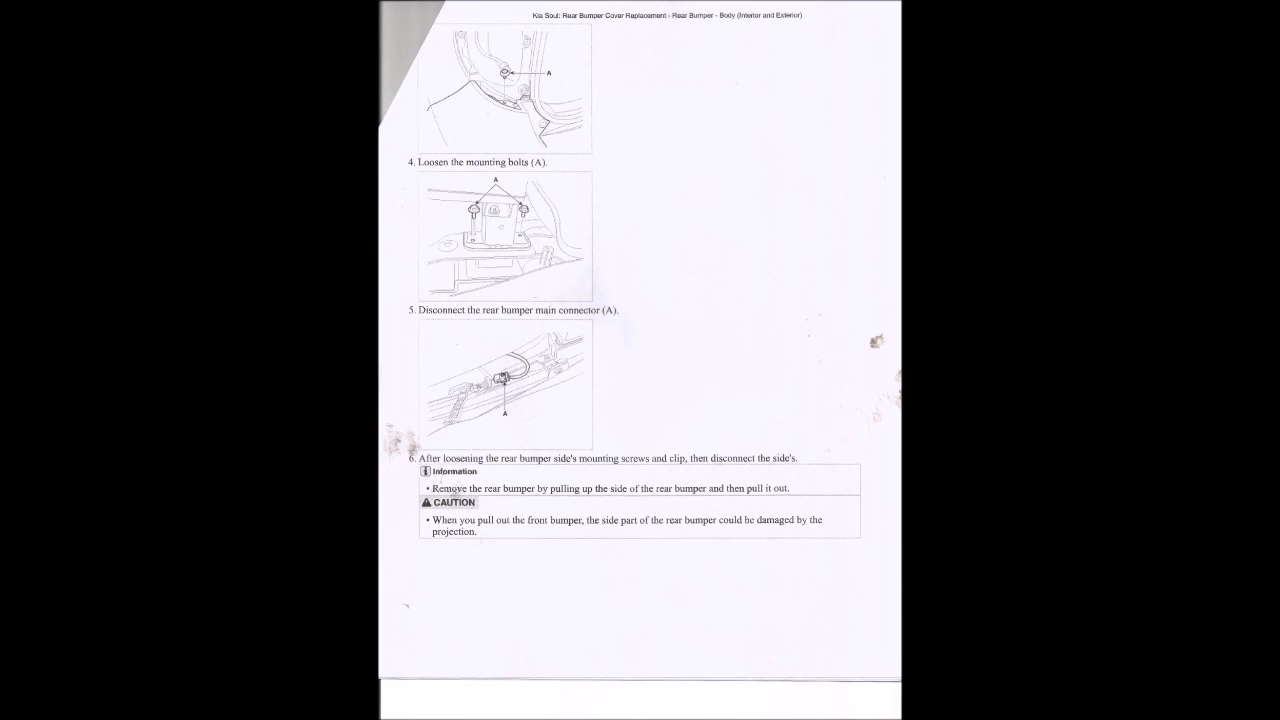 Kia Soul: Rear Bumper Cover Replacement - Rear Bumper - Body (Interior and Exterior)
A
4. Loosen the mounting bolts (A).
A
5. Disconnect the rear bumper main connector (A).
A
6. After loosening the rear bumper side's mounting screws and clip, then disconnect the side's.
Information
• Remove the rear bumper by pulling up the side of the rear bumper and then pull it out.
CAUTION
• When you pull out the front bumper, the side part of the rear bumper could be damaged by the
projection.